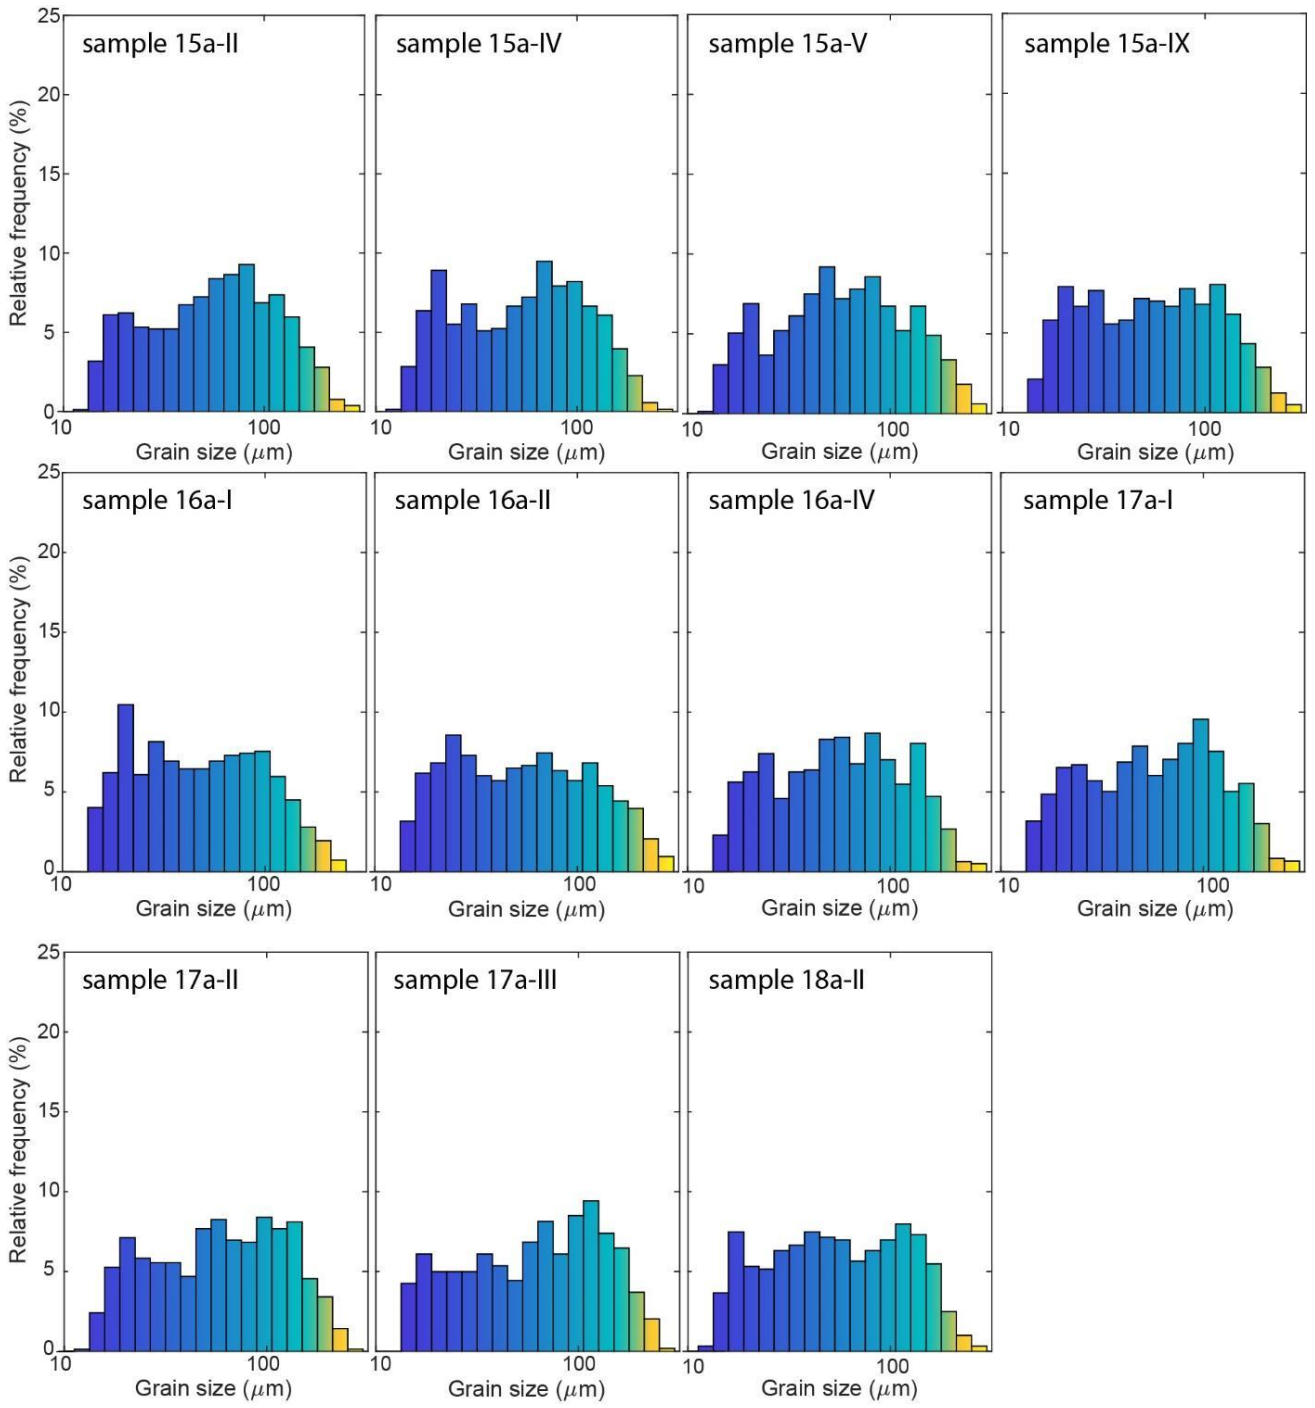 25
20
15
10
5
0
Relative frequency (%)
sample 15a-II
10
100
Grain size (μm)
sample 15a-IV
10
100
Grain size (μm)
sample 15a-V
10
100
Grain size (μm)
sample 15a-IX
10
100
Grain size (μm)
25
20
15
10
5
0
Relative frequency (%)
sample 16a-I
10
100
Grain size (μm)
sample 16a-II
10
100
Grain size (μm)
sample 16a-IV
10
100
Grain size (μm)
sample 17a-I
10
100
Grain size (μm)
25
20
15
10
5
0
Relative frequency (%)
sample 17a-II
10
100
Grain size (μm)
sample 17a-III
10
100
Grain size (μm)
sample 18a-II
10
100
Grain size (μm)